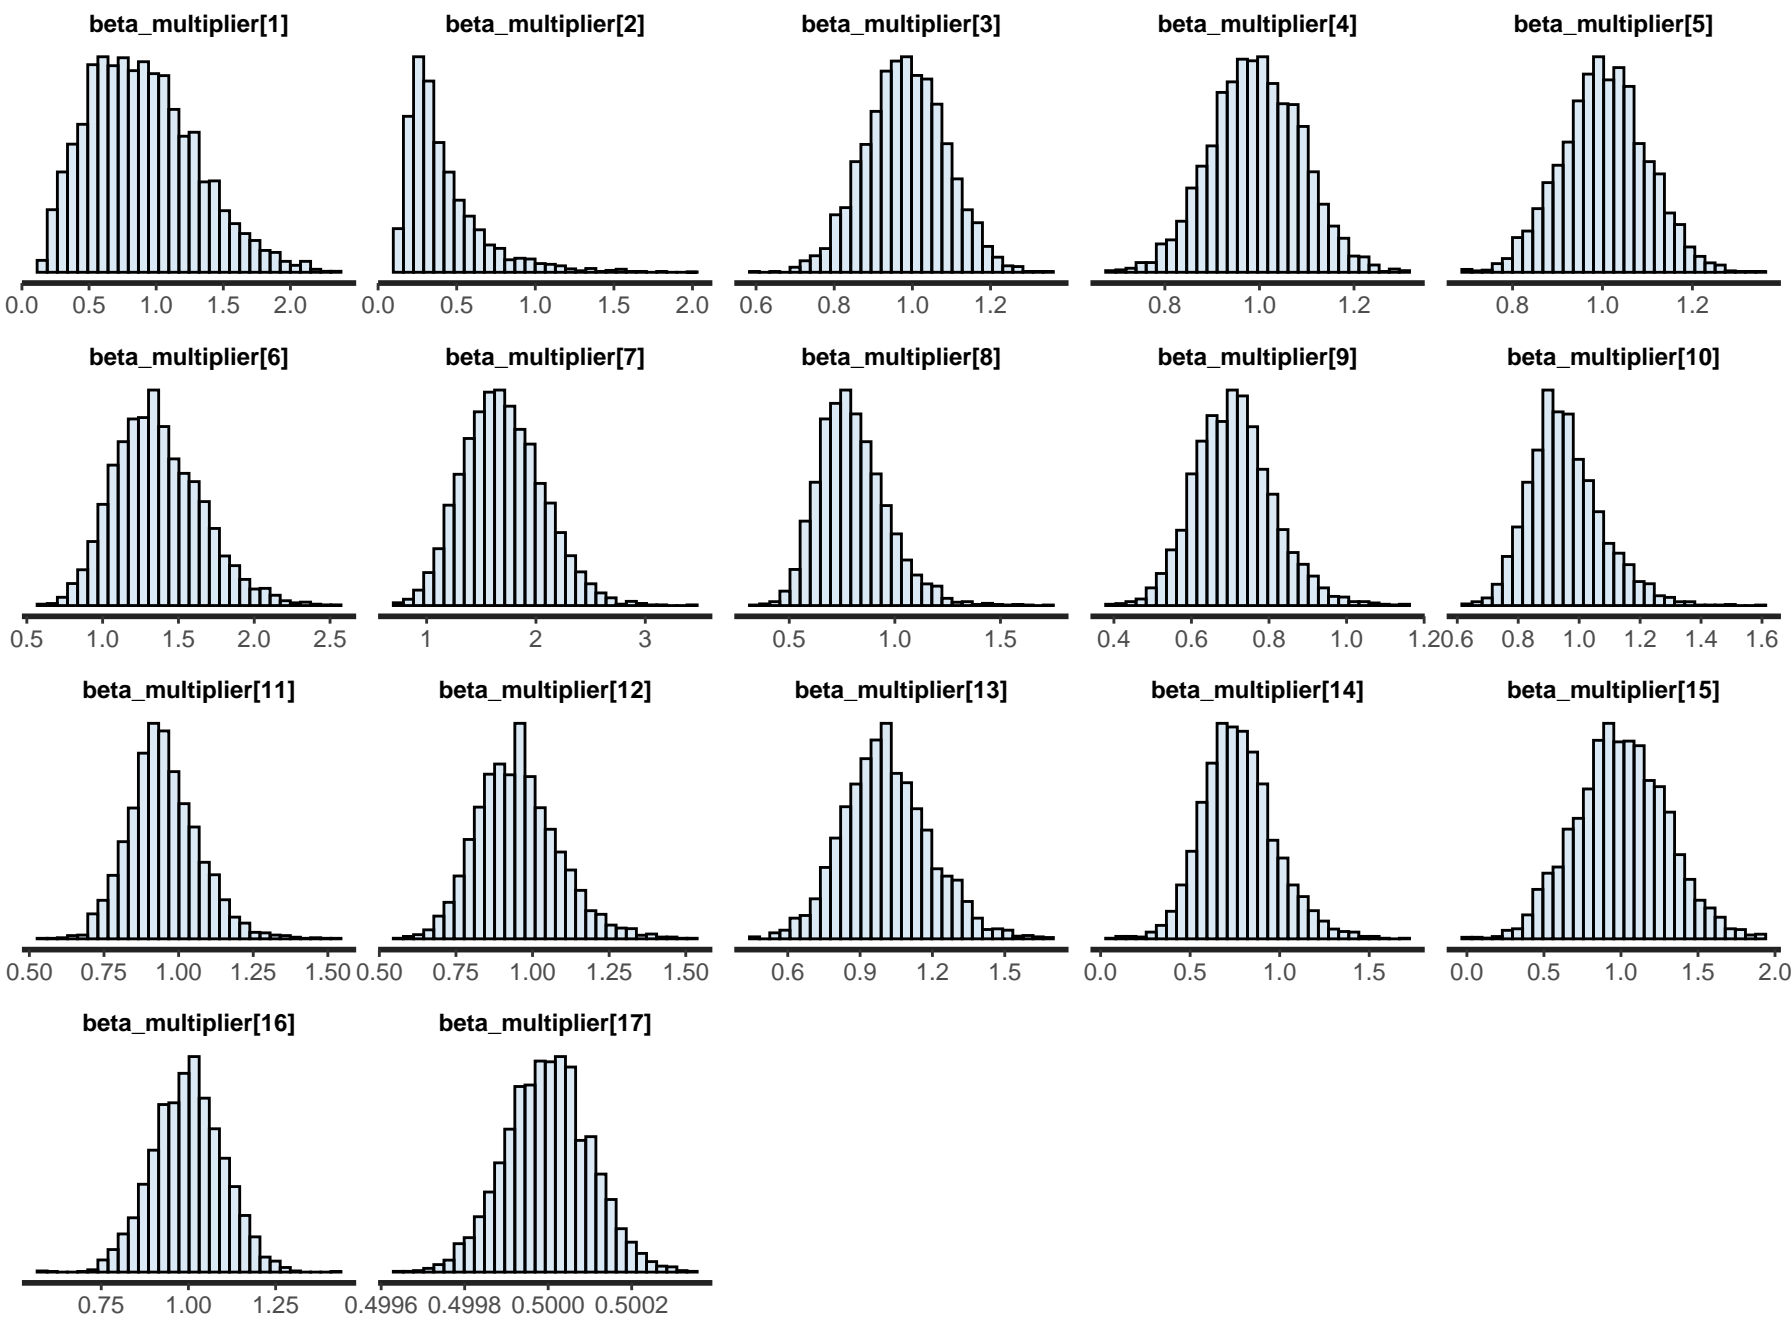 beta_multiplier[1] beta_multiplier[2] beta_multiplier[3] beta_multiplier[4] beta_multiplier[5]
0.0 0.5 1.0 1.5 2.0 0.0 0.5 1.0 1.5 2.0 0.6 0.8 1.0 1.2 0.8 1.0 1.2 0.8 1.0 1.2
beta_multiplier[6] beta_multiplier[7] beta_multiplier[8] beta_multiplier[9] beta_multiplier[10]
0.5 1.0 1.5 2.0 2.5 1 2 3 0.5 1.0 1.5 0.4 0.6 0.8 1.0 1.2 0.6 0.8 1.0 1.2 1.4 1.6
beta_multiplier[11] beta_multiplier[12] beta_multiplier[13] beta_multiplier[14] beta_multiplier[15]
0.50 0.75 1.00 1.25 1.50 0.50 0.75 1.00 1.25 1.50 0.6 0.9 1.2 1.5 0.0 0.5 1.0 1.5 0.0 0.5 1.0 1.5 2.0
beta_multiplier[16] beta_multiplier[17]
0.75 1.00 1.25 0.4996 0.4998 0.5000 0.5002